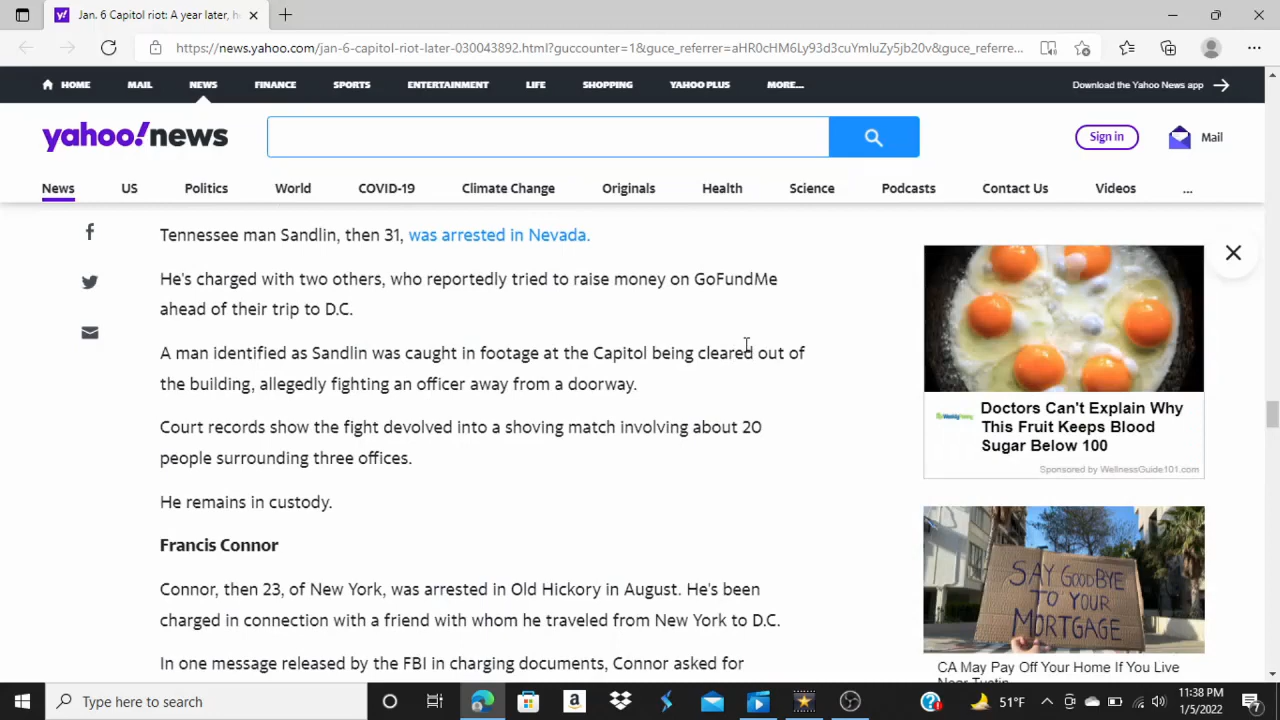 Jan. 6 Capitol riot: A year later, h
https://news.yahoo.com/jan-6-capitol-riot-later-030043892.html?guccounter=1&guce_referrer=aHR0cHM6Ly93d3cuYmluZy5jb20v&guce_referre...
HOME MAIL NEWS FINANCE SPORTS ENTERTAINMENT LIFE SHOPPING YAHOO PLUS MORE... Download the Yahoo News app
yahoo!news
Sign in
Mail
News US Politics World COVID-19 Climate Change Originals Health Science Podcasts Contact Us Videos ...
Tennessee man Sandlin, then 31, was arrested in Nevada.
He's charged with two others, who reportedly tried to raise money on GoFundMe
ahead of their trip to D.C.
A man identified as Sandlin was caught in footage at the Capitol being cleared out of
the building, allegedly fighting an officer away from a doorway.
Court records show the fight devolved into a shoving match involving about 20
people surrounding three offices.
He remains in custody.
Francis Connor
Connor, then 23, of New York, was arrested in Old Hickory in August. He's been
charged in connection with a friend with whom he traveled from New York to D.C.
In one message released by the FBI in charging documents, Connor asked for
Doctors Can't Explain Why
This Fruit Keeps Blood
Sugar Below 100
Sponsored by WellnessGuide101.com
SAY GOODBYE
TO YOUR
MORTGAGE
CA May Pay Off Your Home If You Live
Near Tustin
Type here to search
51°F
11:38 PM
1/5/2022
7